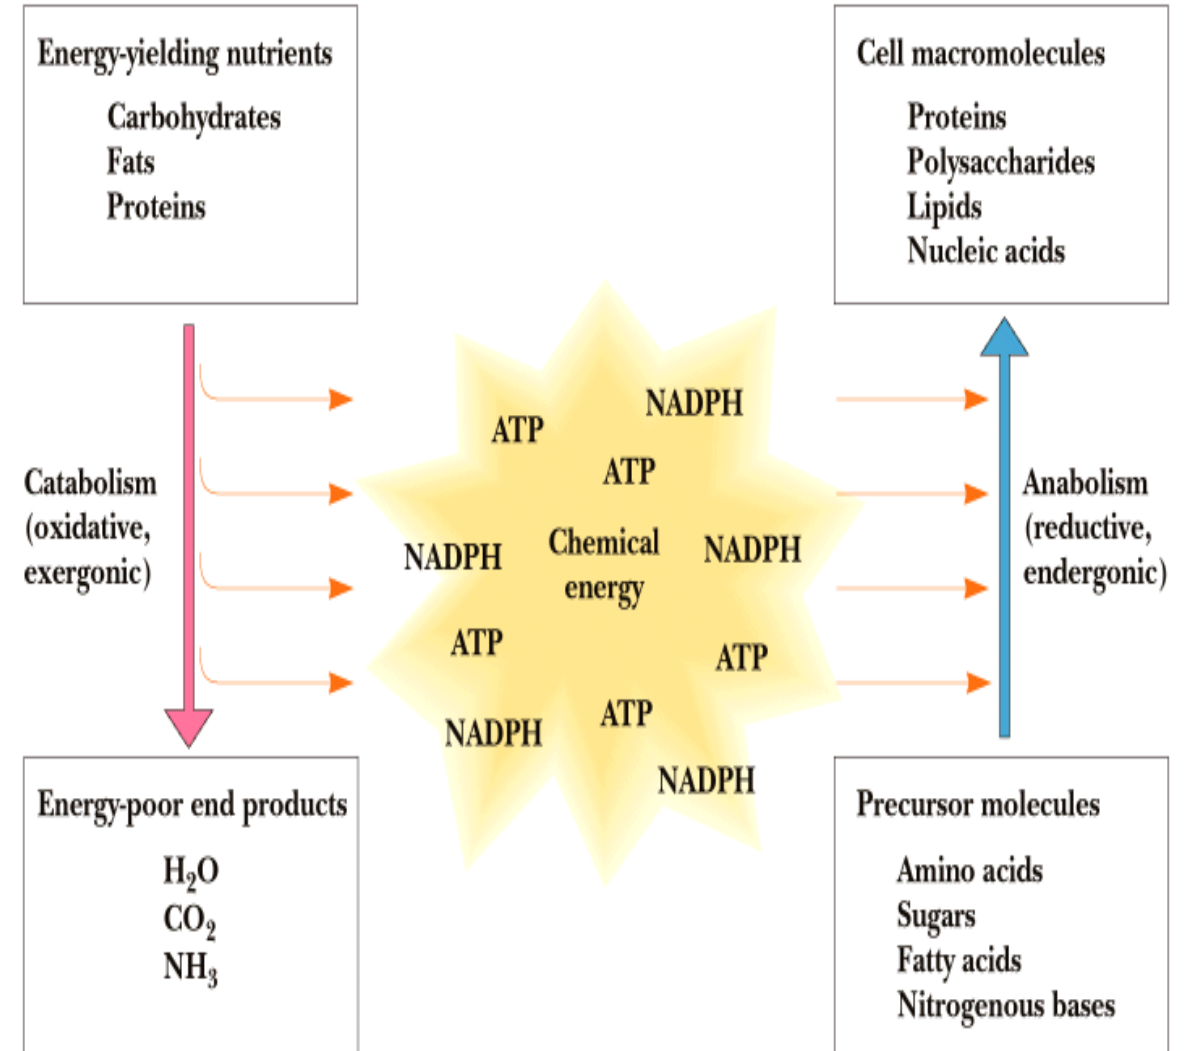 Energy-yielding nutrients
Carbohydrates
Fats
Proteins
Cell macromolecules
Proteins
Polysaccharides
Lipids
Nucleic acids
Catabolism
(oxidative,
exergonic)
ATP
NADPH
ATP
NADPH
Chemical
energy
NADPH
ATP
ATP
ATP
NADPH
NADPH
Anabolism
(reductive,
endergonic)
Energy-poor end products
H₂O
CO₂
NH₃
Precursor molecules
Amino acids
Sugars
Fatty acids
Nitrogenous bases